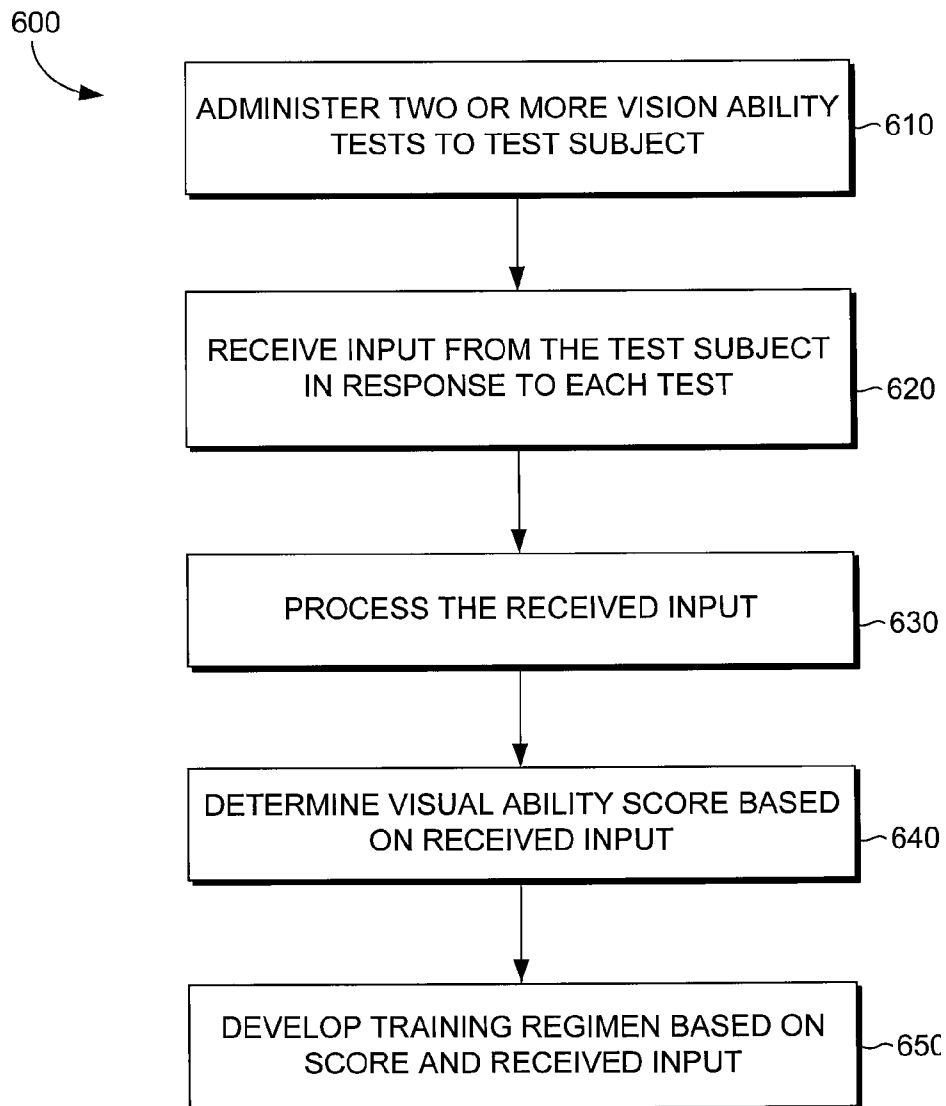 600
ADMINISTER TWO OR MORE VISION ABILITY
TESTS TO TEST SUBJECT
610
RECEIVE INPUT FROM THE TEST SUBJECT
IN RESPONSE TO EACH TEST
620
PROCESS THE RECEIVED INPUT
630
DETERMINE VISUAL ABILITY SCORE BASED
ON RECEIVED INPUT
640
DEVELOP TRAINING REGIMEN BASED ON
SCORE AND RECEIVED INPUT
650